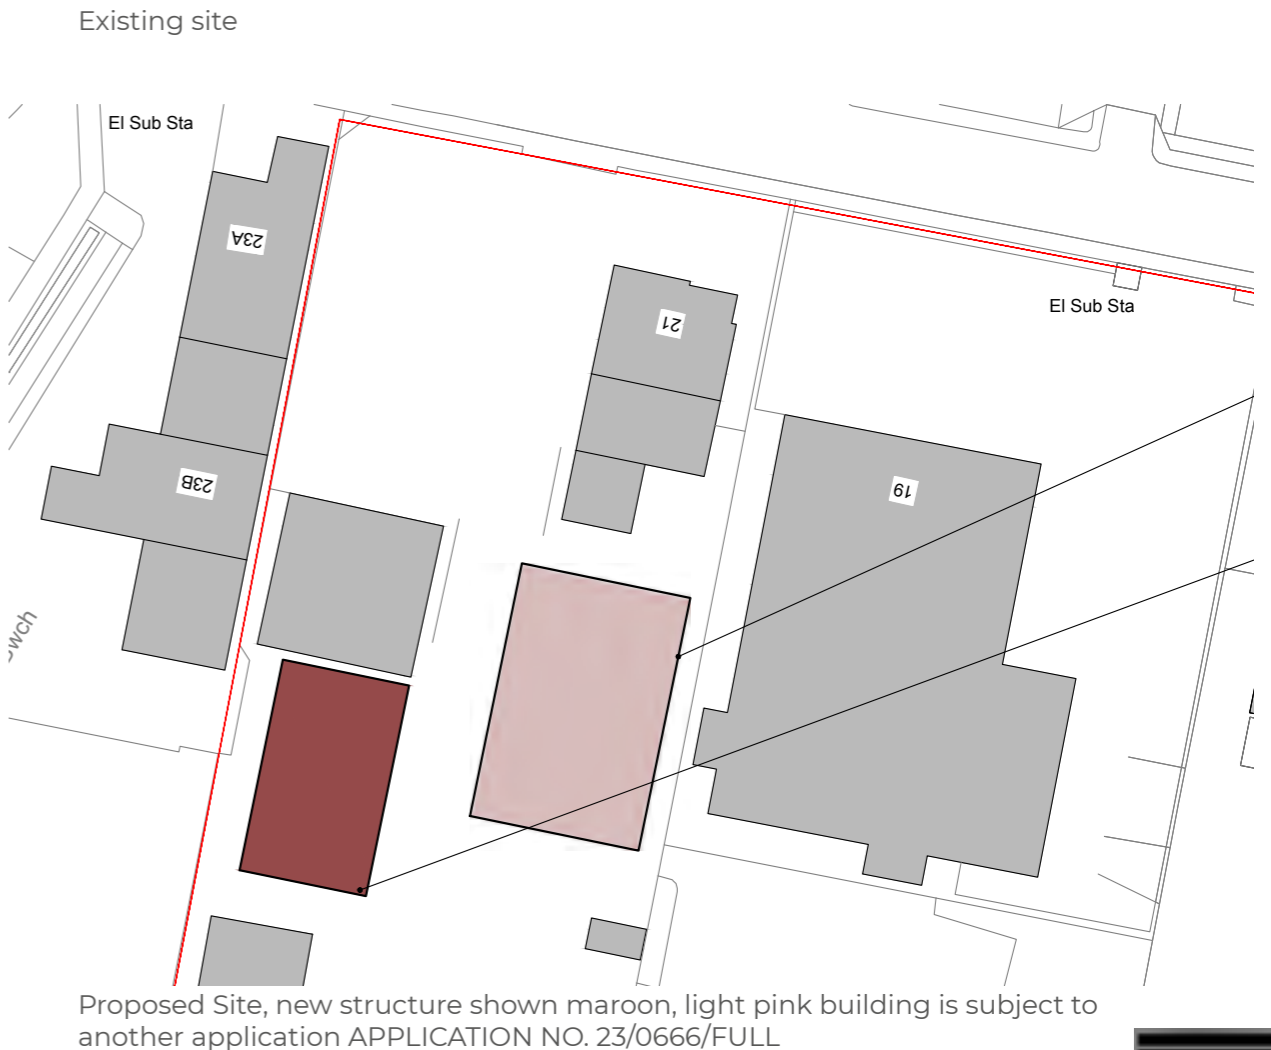 Existing site
El Sub Sta
23A
21
El Sub Sta
23B
19
Proposed Site, new structure shown maroon, light pink building is subject to
another application APPLICATION NO. 23/0666/FULL